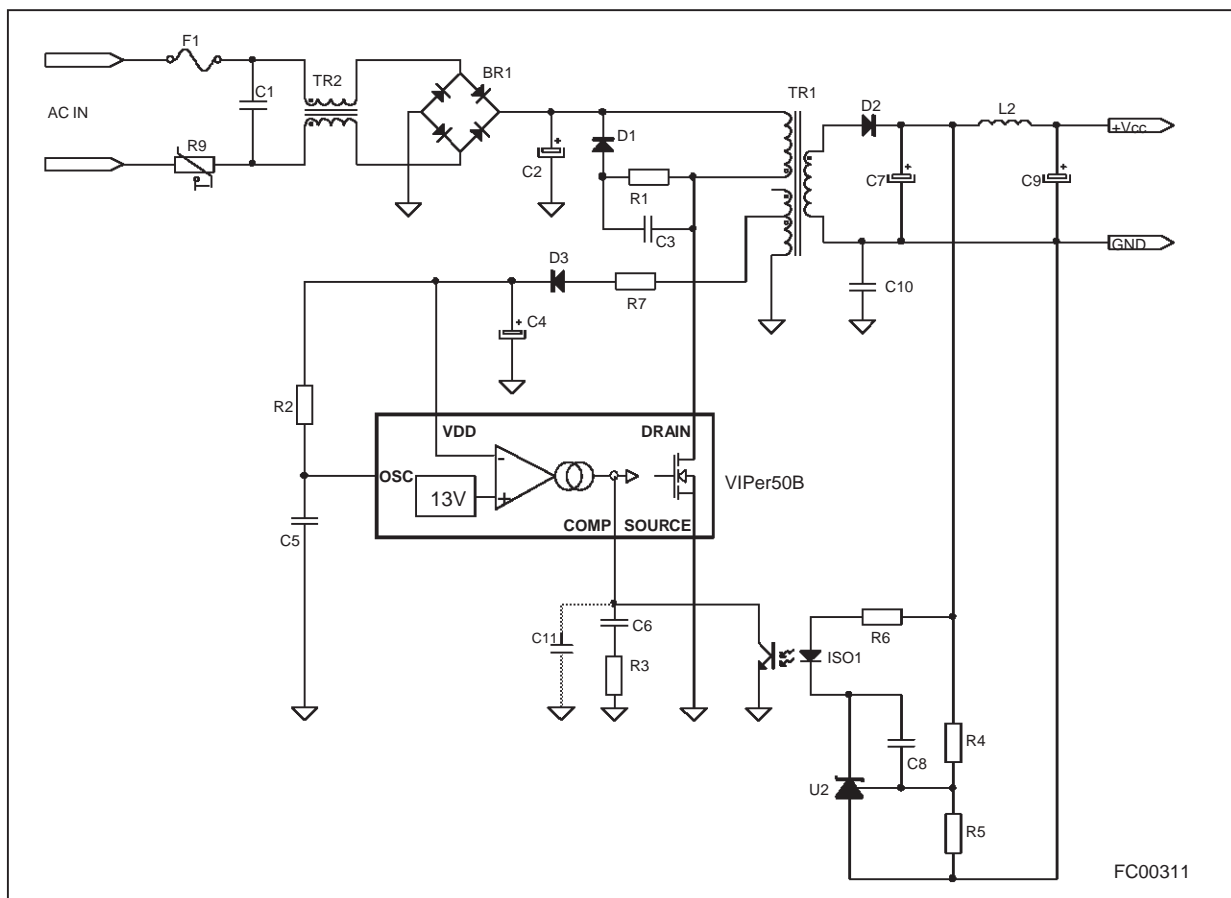 F1
BR1
TR2
C1
TR1
D2
L2
AC IN
+Vcc
D1
R9
T°
C2
+
R1
C7
+
C9
+
C3
GND
D3
R7
C10
C4
+
R2
VDD
DRAIN
-
OSC
13V
+
VIPer50B
COMP
SOURCE
C5
C11
C6
R6
R3
ISO1
R4
C8
U2
R5
FC00311